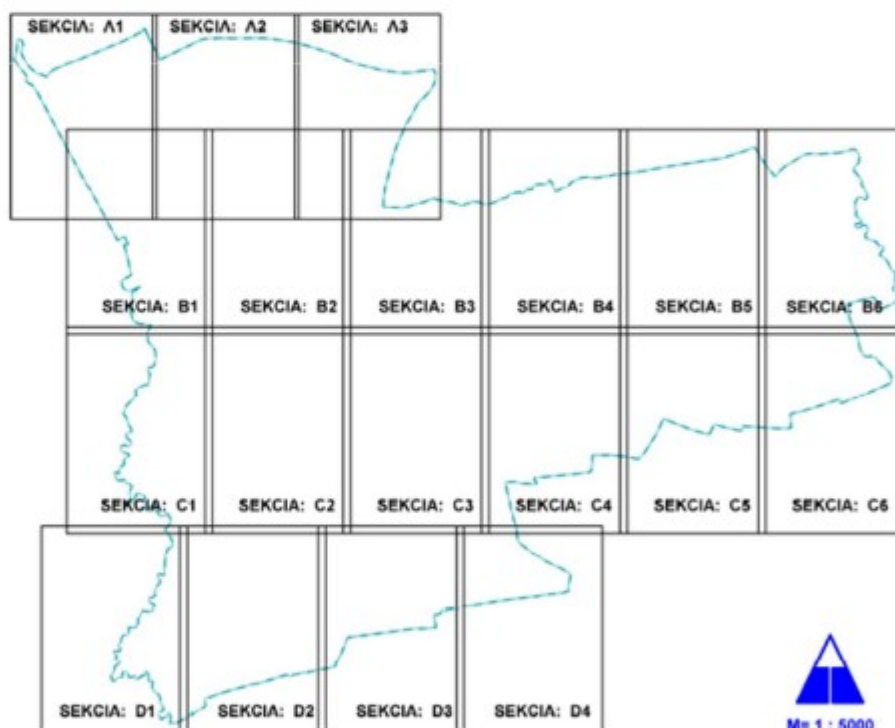 SEKCIA: A1 SEKCIA: A2 SEKCIA: A3
SEKCIA: B1 SEKCIA: B2 SEKCIA: B3 SEKCIA: B4 SEKCIA: B5 SEKCIA: B6
SEKCIA: C1 SEKCIA: C2 SEKCIA: C3 SEKCIA: C4 SEKCIA: C5 SEKCIA: C6
SEKCIA: D1 SEKCIA: D2 SEKCIA: D3 SEKCIA: D4
M= 1 : 5000